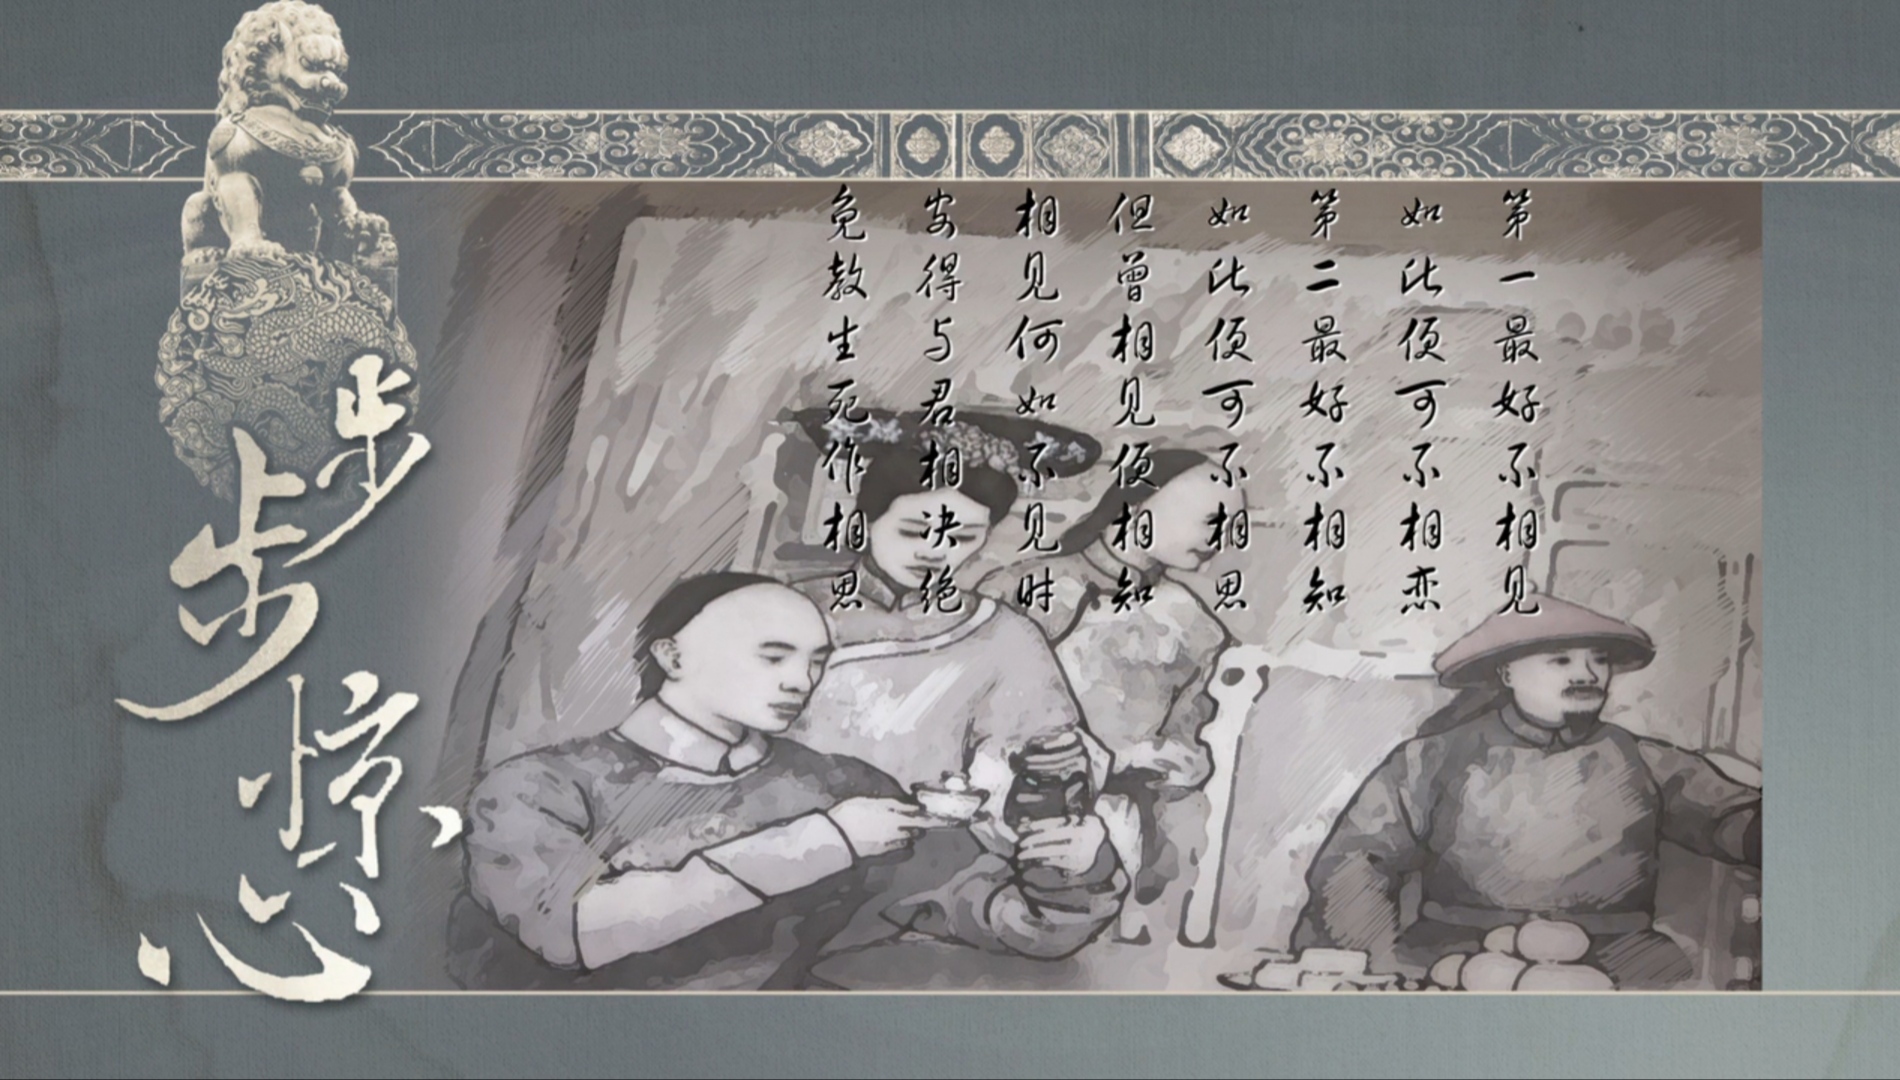 步步惊心
第一最好不相见
如此便可不相恋
第二最好不相知
如此便可不相思
但曾相见便相知
相见何如不见时
安得与君相决绝
免教生死作相思